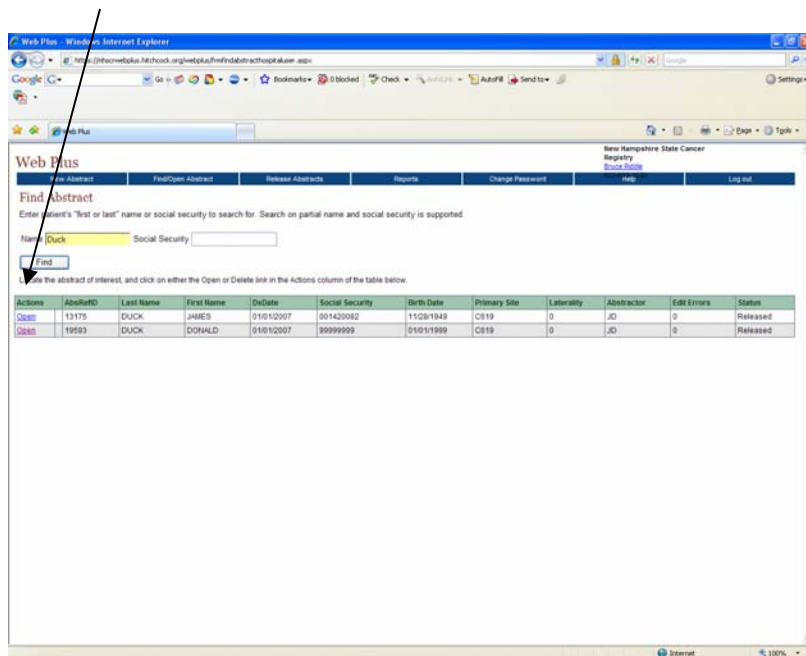 Web Plus - Windows Internet Explorer
Google
Google
Go
Bookmarks
0 blocked
Check
AutoFill
Send to
Settings
Web Plus
Page
Tools
Web Plus
New Hampshire State Cancer
Registry
Bruce Riddle
New Abstract Find/Open Abstract Release Abstracts Reports Change Password Help Log out
Find Abstract
Enter patient's "first or last" name or social security to search for. Search on partial name and social security is supported.
Name Duck Social Security
Find
Locate the abstract of interest, and click on either the Open or Delete link in the Actions column of the table below.
Actions AbsRefID Last Name First Name DxDate Social Security Birth Date Primary Site Laterality Abstractor Edit Errors Status
Open 13175 DUCK JAMES 01/01/2007 001420082 11/28/1949 C619 0 JD 0 Released
Open 19593 DUCK DONALD 01/01/2007 99999999 01/01/1999 C619 0 JD 0 Released
Internet 100%